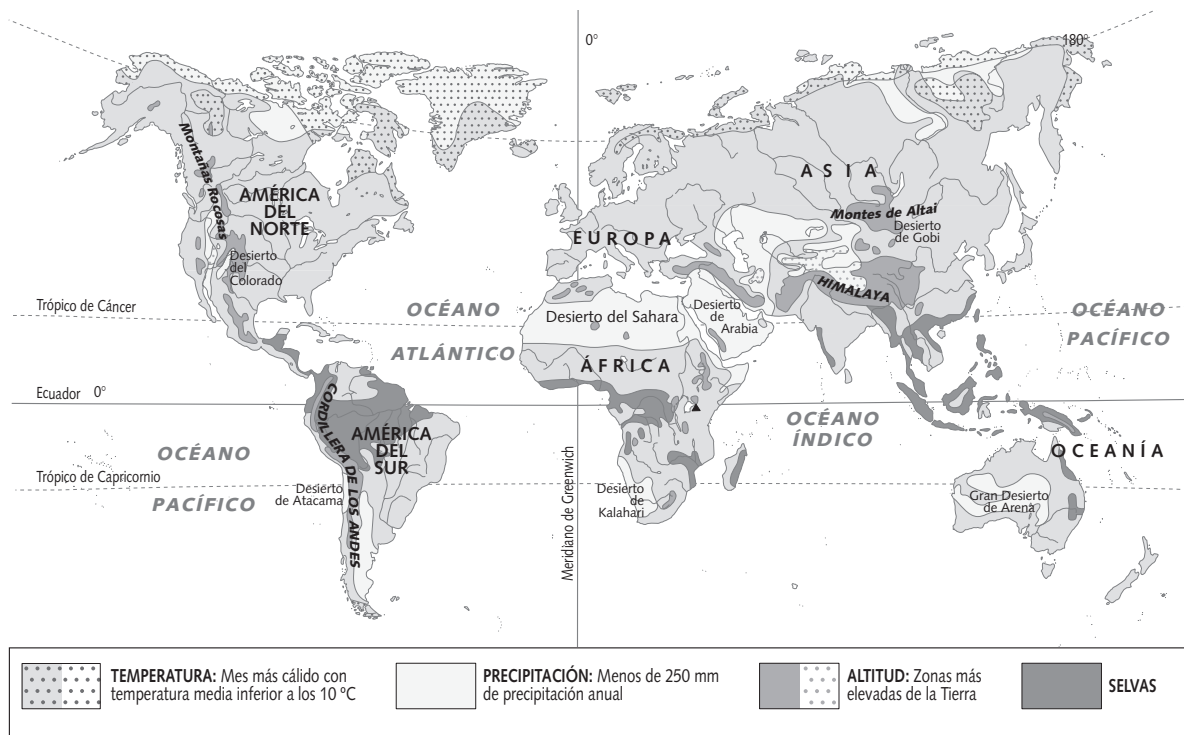 0°
180°
Montañas Rocosas
AMÉRICA
DEL
NORTE
Desierto
del
Colorado
ASIA
Montes de Altai
Desierto
de Gobi
EUROPA
HIMALAYA
Trópico de Cáncer
OCÉANO
ATLÁNTICO
Desierto del Sahara
Desierto
de
Arabia
OCÉANO
PACÍFICO
ÁFRICA
Ecuador 0°
CORDILLERA DE LOS ANDES
AMÉRICA
DEL
SUR
OCÉANO
ÍNDICO
OCEANÍA
OCÉANO
PACÍFICO
Trópico de Capricornio
Desierto
de Atacama
Meridiano de Greenwich
Desierto
de
Kalahari
Gran Desierto
de Arena
TEMPERATURA: Mes más cálido con
temperatura media inferior a los 10 ºC
PRECIPITACIÓN: Menos de 250 mm
de precipitación anual
ALTITUD: Zonas más
elevadas de la Tierra
SELVAS